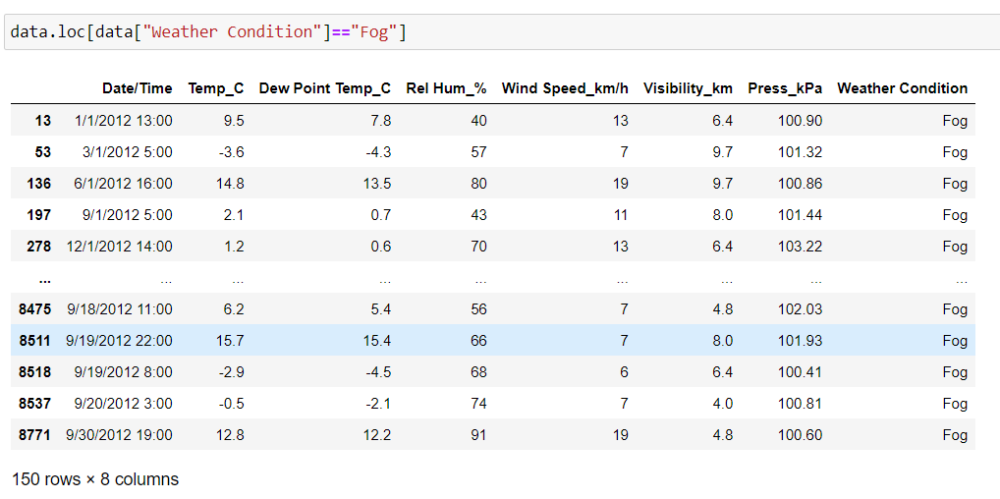 data.loc[data["Weather Condition"]=="Fog"]
Date/Time Temp_C Dew Point Temp_C Rel Hum_% Wind Speed_km/h Visibility_km Press_kPa Weather Condition
13 1/1/2012 13:00 9.5 7.8 40 13 6.4 100.90 Fog
53 3/1/2012 5:00 -3.6 -4.3 57 7 9.7 101.32 Fog
136 6/1/2012 16:00 14.8 13.5 80 19 9.7 100.86 Fog
197 9/1/2012 5:00 2.1 0.7 43 11 8.0 101.44 Fog
278 12/1/2012 14:00 1.2 0.6 70 13 6.4 103.22 Fog
... ... ... ... ... ... ... ... ...
8475 9/18/2012 11:00 6.2 5.4 56 7 4.8 102.03 Fog
8511 9/19/2012 22:00 15.7 15.4 66 7 8.0 101.93 Fog
8518 9/19/2012 8:00 -2.9 -4.5 68 6 6.4 100.41 Fog
8537 9/20/2012 3:00 -0.5 -2.1 74 7 4.0 100.81 Fog
8771 9/30/2012 19:00 12.8 12.2 91 19 4.8 100.60 Fog
150 rows × 8 columns